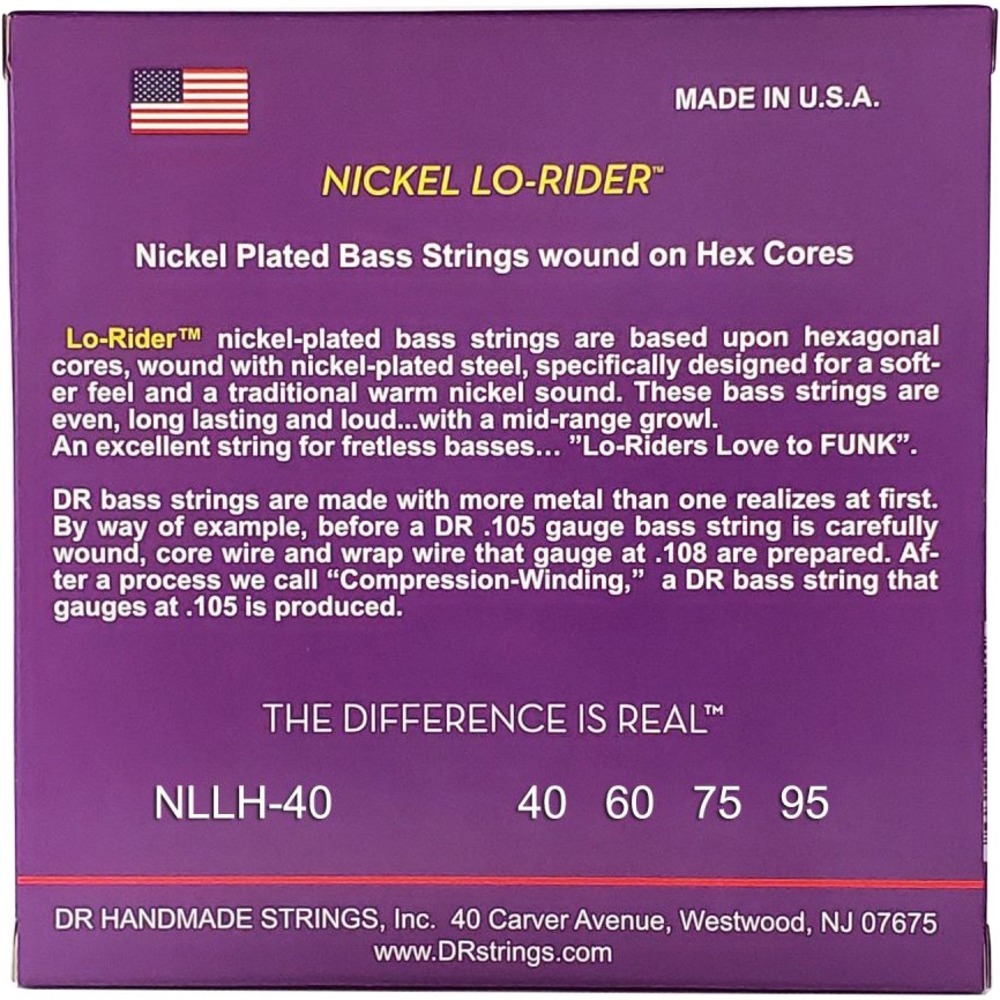 MADE IN U.S.A.
NICKEL LO-RIDER™
Nickel Plated Bass Strings wound on Hex Cores
Lo-Rider™ nickel-plated bass strings are based upon hexagonal
cores, wound with nickel-plated steel, specifically designed for a soft-
er feel and a traditional warm nickel sound. These bass strings are
even, long lasting and loud...with a mid-range growl.
An excellent string for fretless basses... ”Lo-Riders Love to FUNK”.
DR bass strings are made with more metal than one realizes at first.
By way of example, before a DR .105 gauge bass string is carefully
wound, core wire and wrap wire that gauge at .108 are prepared. Af-
ter a process we call “Compression-Winding,” a DR bass string that
gauges at .105 is produced.
THE DIFFERENCE IS REAL™
NLLH-40 40 60 75 95
DR HANDMADE STRINGS, Inc. 40 Carver Avenue, Westwood, NJ 07675
www.DRstrings.com